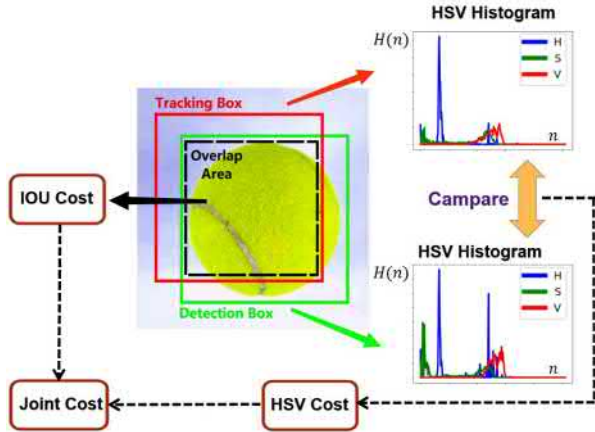 HSV Histogram
H(n)
H
S
V
n
Tracking Box
Overlap
Area
IOU Cost
Campare
HSV Histogram
H(n)
H
S
V
n
Detection Box
Joint Cost
HSV Cost